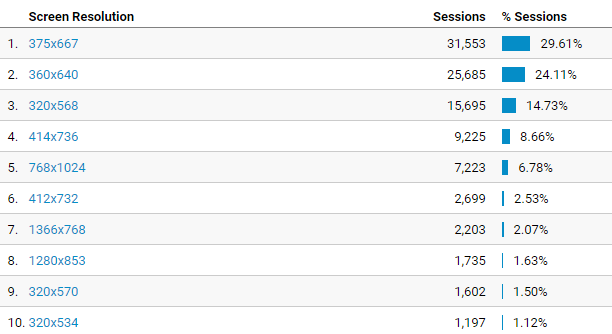 Screen Resolution Sessions % Sessions
1. 375x667 31,553 29.61%
2. 360x640 25,685 24.11%
3. 320x568 15,695 14.73%
4. 414x736 9,225 8.66%
5. 768x1024 7,223 6.78%
6. 412x732 2,699 2.53%
7. 1366x768 2,203 2.07%
8. 1280x853 1,735 1.63%
9. 320x570 1,602 1.50%
10. 320x534 1,197 1.12%